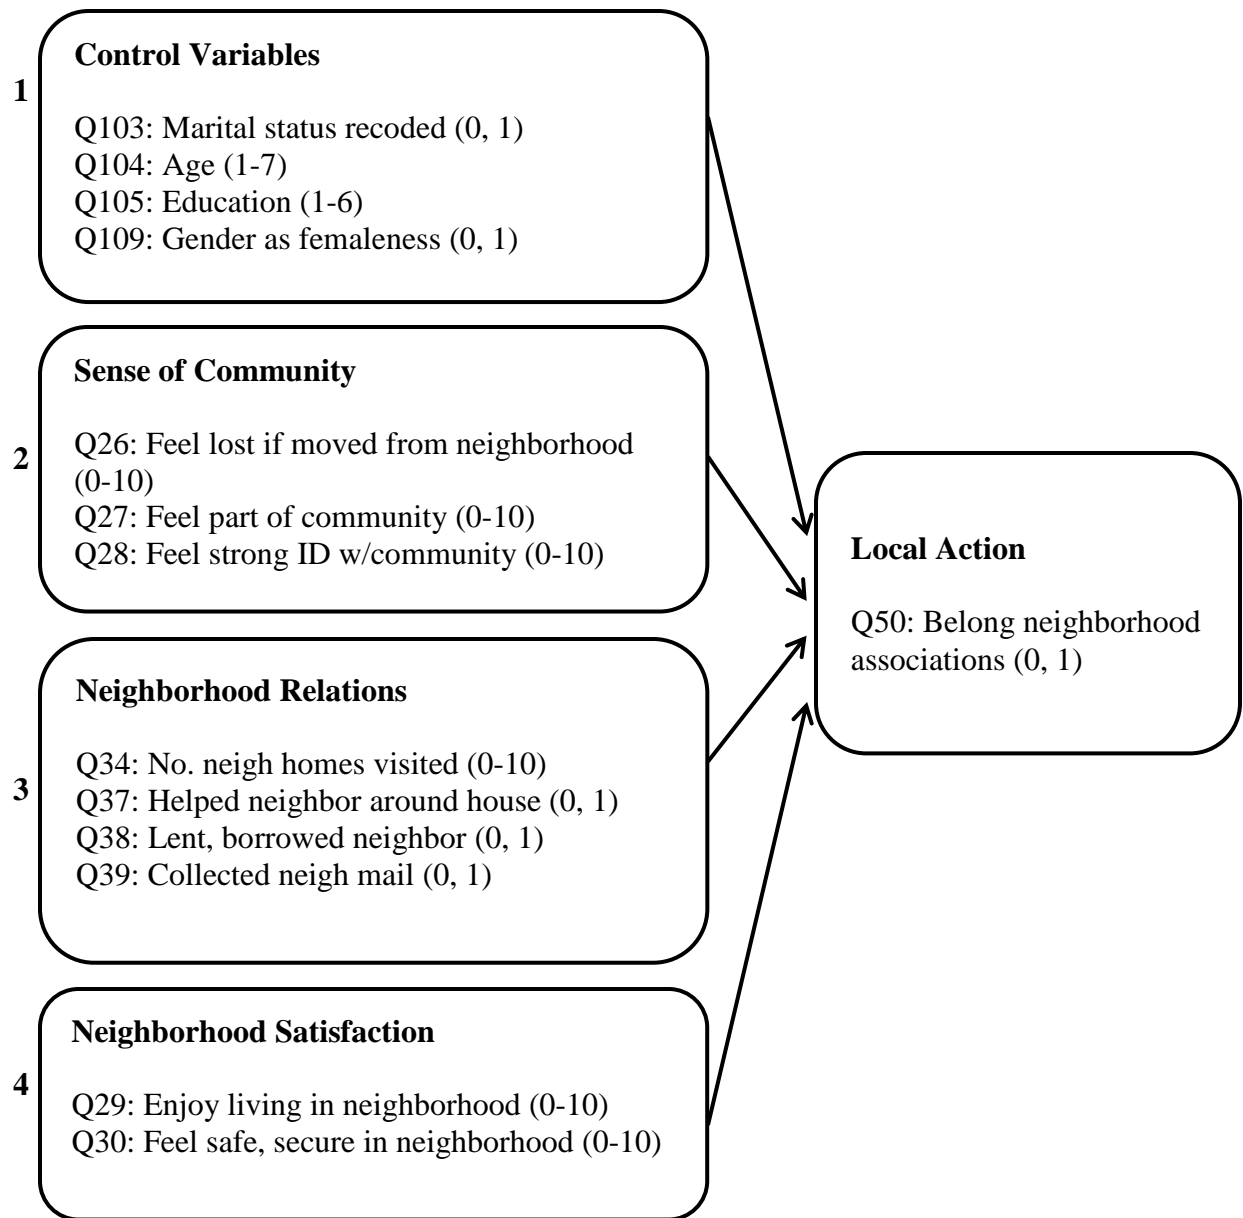 1
Control Variables
Q103: Marital status recoded (0, 1)
Q104: Age (1-7)
Q105: Education (1-6)
Q109: Gender as femaleness (0, 1)
2
Sense of Community
Q26: Feel lost if moved from neighborhood
(0-10)
Q27: Feel part of community (0-10)
Q28: Feel strong ID w/community (0-10)
3
Neighborhood Relations
Q34: No. neigh homes visited (0-10)
Q37: Helped neighbor around house (0, 1)
Q38: Lent, borrowed neighbor (0, 1)
Q39: Collected neigh mail (0, 1)
4
Neighborhood Satisfaction
Q29: Enjoy living in neighborhood (0-10)
Q30: Feel safe, secure in neighborhood (0-10)
Local Action
Q50: Belong neighborhood
associations (0, 1)